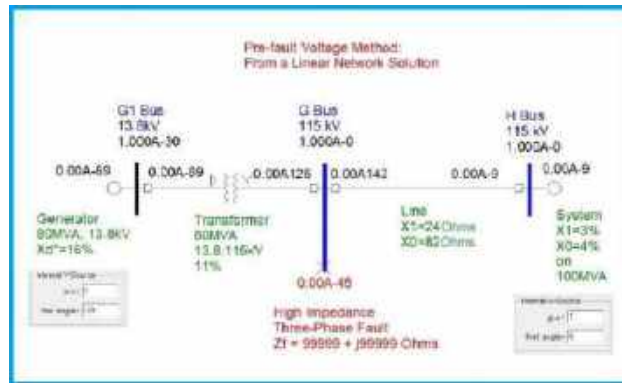 Pre-fault Voltage Method:
From a Linear Network Solution
G1 Bus
13.8kV
1.000A-30
G Bus
115 kV
1.000A-0
H Bus
115 kV
1.000A-0
0.00A-69
0.00A-89
0.00A126
0.00A142
0.00A-9
0.00A-9
Generator
80MVA, 13.8KV
Xd"=16%
Transformer
13.8:115kV
11%
Line
X1=24Ohms
X0=82Ohms
System
X1=3%
X0=4%
on
100MVA
0.00A-45
High Impedance
Three-Phase Fault
Zf = 99999 + j99999 Ohms